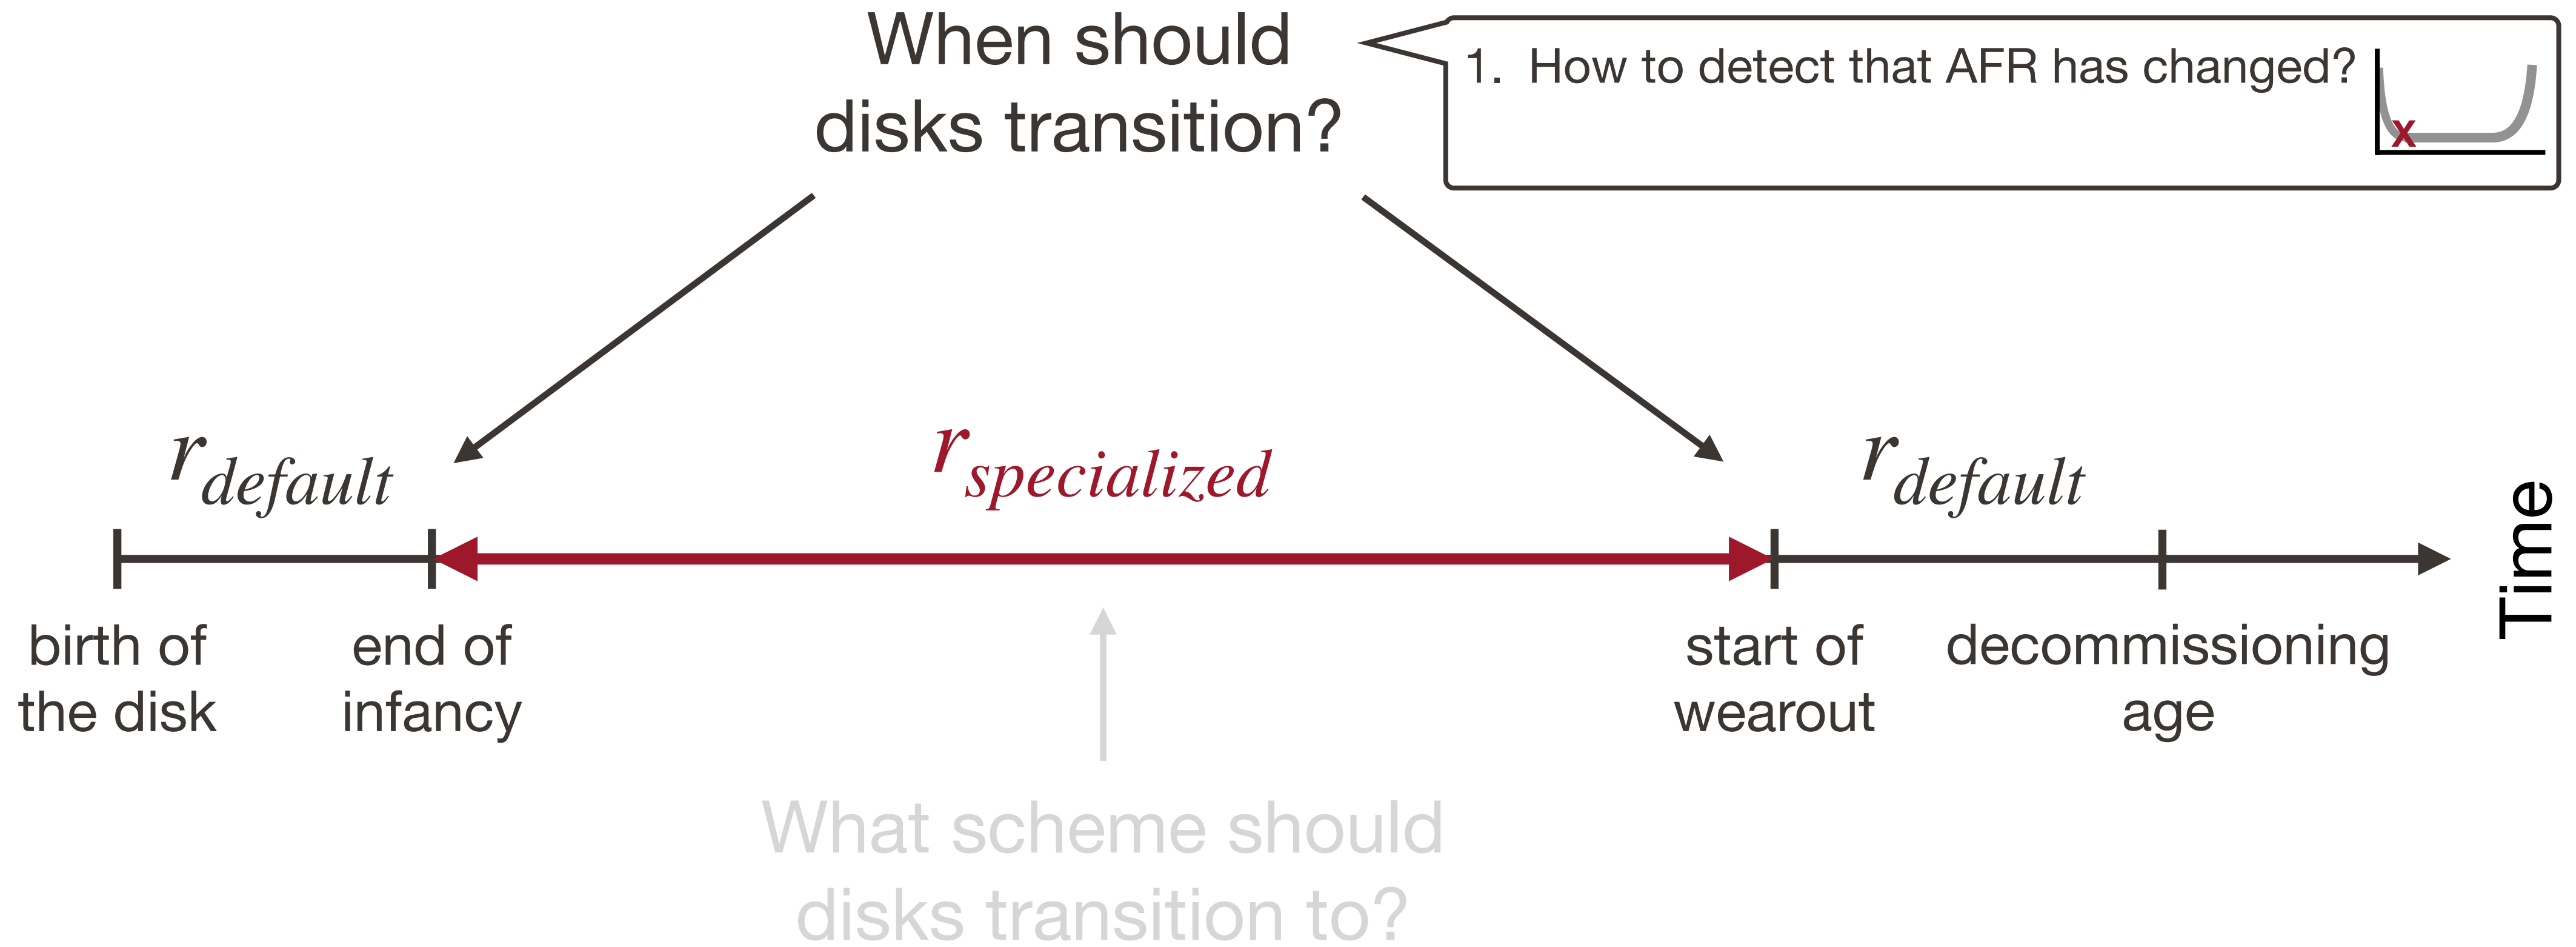 When should
disks transition?
1. How to detect that AFR has changed?
x
r_default
r_specialized
r_default
Time
birth of
the disk
end of
infancy
start of
wearout
decommissioning
age
What scheme should
disks transition to?